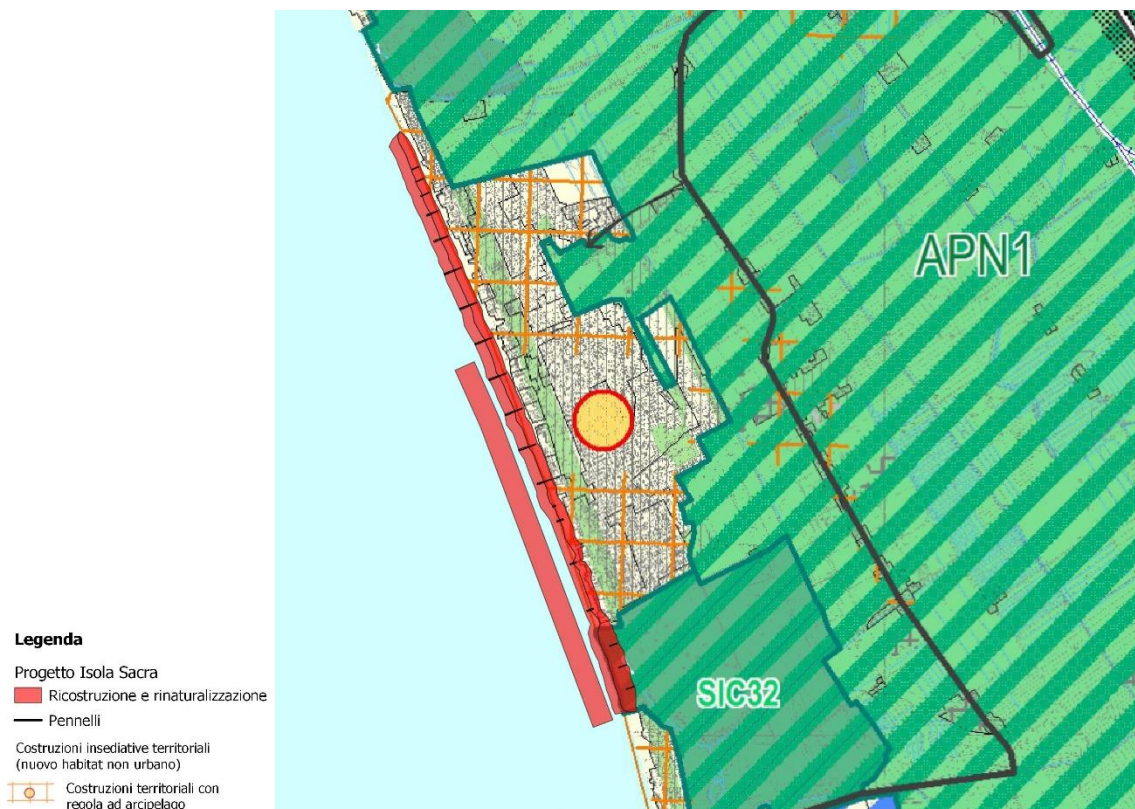 APN1
SIC32
Legenda
Progetto Isola Sacra
Ricostruzione e rinaturalizzazione
Pennelli
Costruzioni insediative territoriali
(nuovo habitat non urbano)
Costruzioni territoriali con
regola ad arcipelago